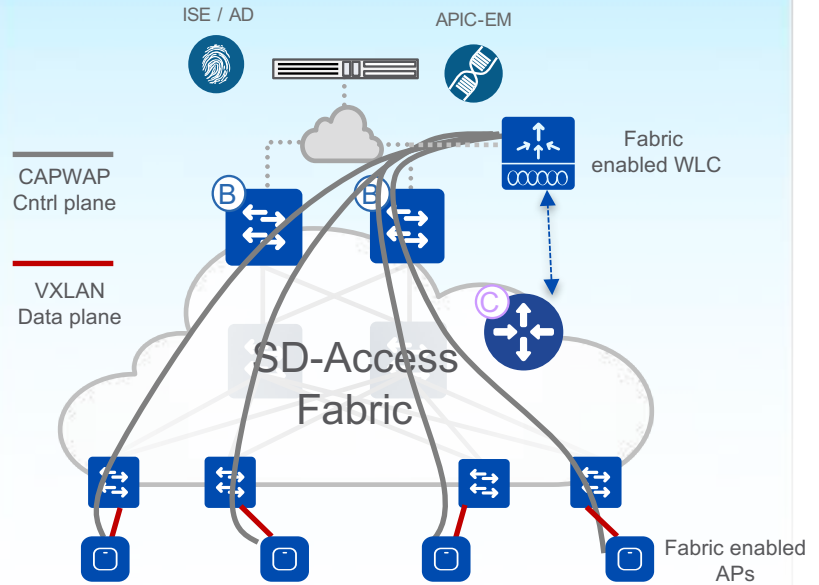 ISE / AD
APIC-EM
Fabric
enabled WLC
CAPWAP
Cntrl plane
B
B
VXLAN
Data plane
C
SD-Access
Fabric
Fabric enabled
APs